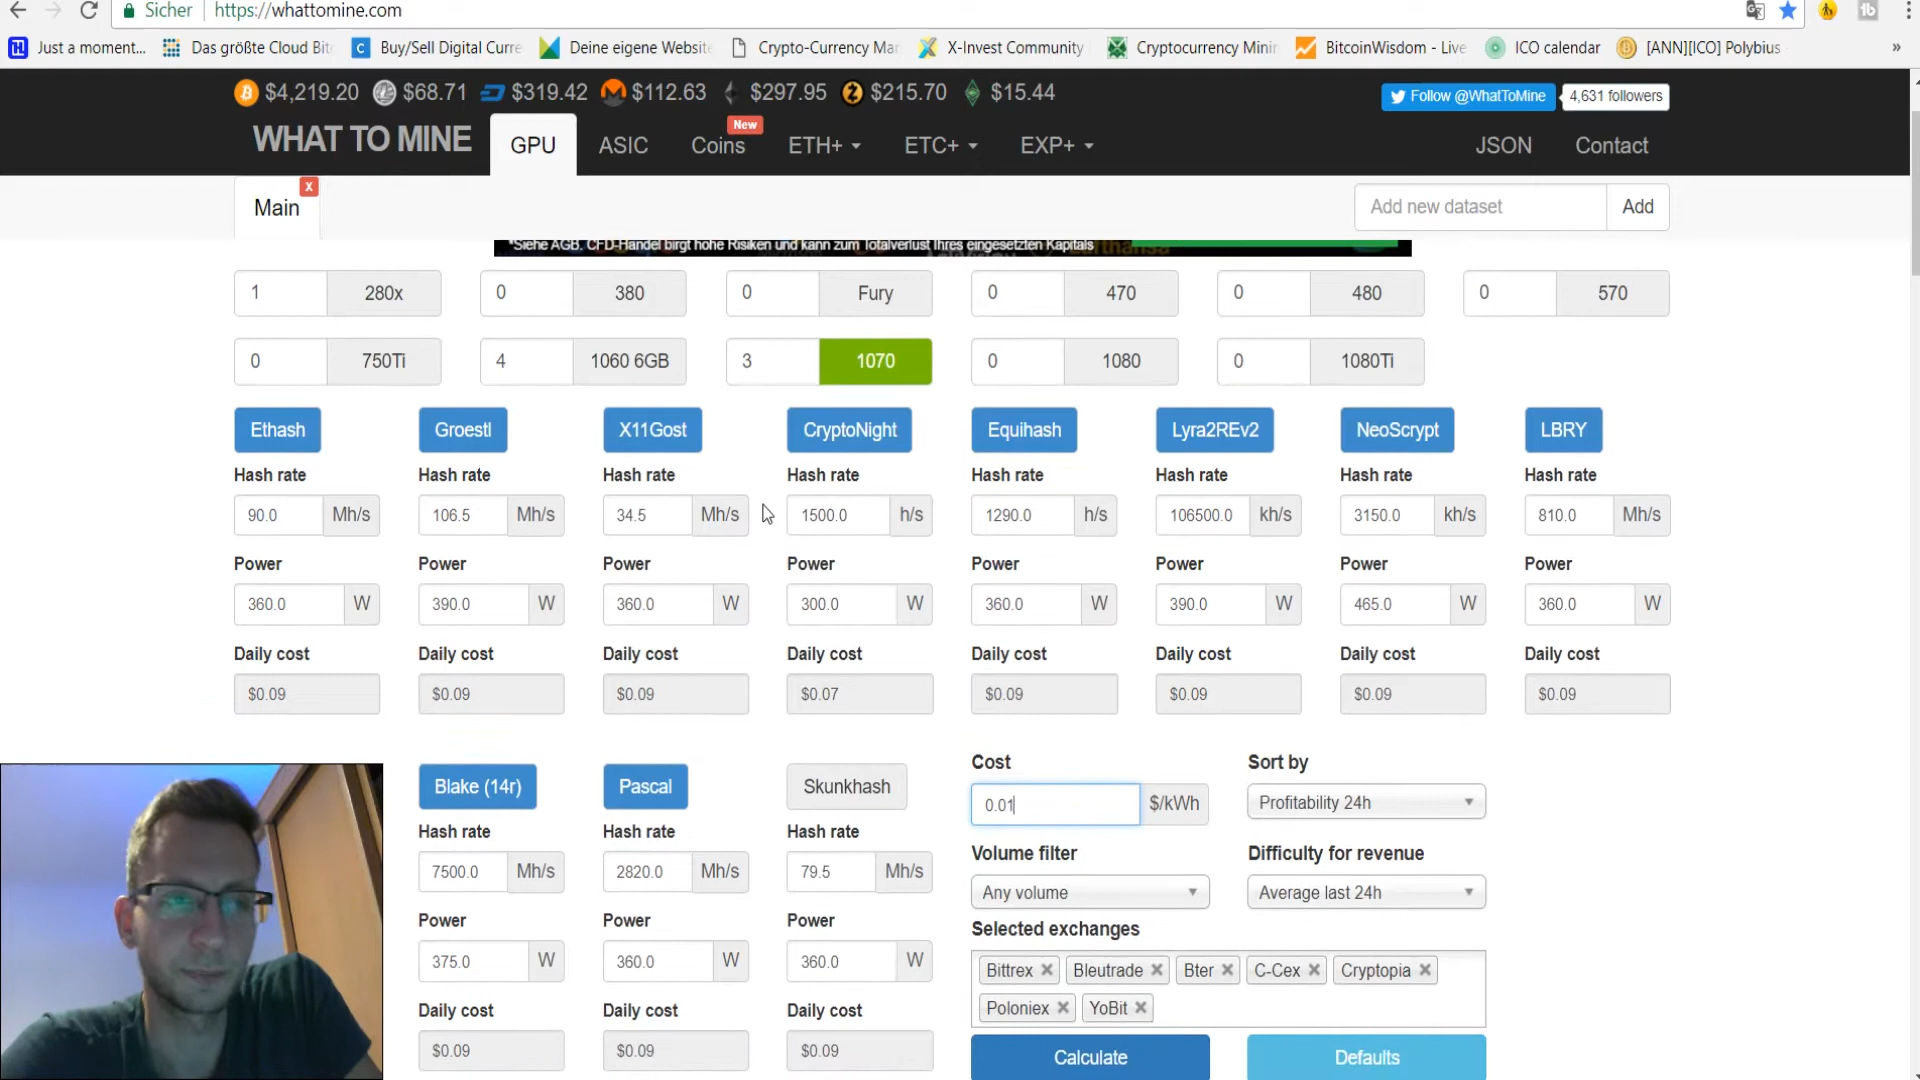 Sicher https://whattomine.com
Just a moment... Das größte Cloud Bit Buy/Sell Digital Curre Deine eigene Website Crypto-Currency Mar X-Invest Community Cryptocurrency Minin BitcoinWisdom - Live ICO calendar [ANN][ICO] Polybius »
$4,219.20 $68.71 $319.42 $112.63 $297.95 $215.70 $15.44 Follow @WhatToMine 4,631 followers
New
WHAT TO MINE GPU ASIC Coins ETH+ ETC+ EXP+ JSON Contact
Main x Add new dataset Add
*Siehe AGB. CFD-Handel birgt hohe Risiken und kann zum Totalverlust Ihres eingesetzten Kapitals
1 280x 0 380 0 Fury 0 470 0 480 0 570
0 750Ti 4 1060 6GB 3 1070 0 1080 0 1080Ti
Ethash Groestl X11Gost CryptoNight Equihash Lyra2REv2 NeoScrypt LBRY
Hash rate Hash rate Hash rate Hash rate Hash rate Hash rate Hash rate Hash rate
90.0 Mh/s 106.5 Mh/s 34.5 Mh/s 1500.0 h/s 1290.0 h/s 106500.0 kh/s 3150.0 kh/s 810.0 Mh/s
Power Power Power Power Power Power Power Power
360.0 W 390.0 W 360.0 W 300.0 W 360.0 W 390.0 W 465.0 W 360.0 W
Daily cost Daily cost Daily cost Daily cost Daily cost Daily cost Daily cost Daily cost
$0.09 $0.09 $0.09 $0.07 $0.09 $0.09 $0.09 $0.09
Blake (14r) Pascal Skunkhash
Hash rate Hash rate Hash rate
7500.0 Mh/s 2820.0 Mh/s 79.5 Mh/s
Power Power Power
375.0 W 360.0 W 360.0 W
Daily cost Daily cost Daily cost
$0.09 $0.09 $0.09
Cost Sort by
0.01 $/kWh Profitability 24h
Volume filter Difficulty for revenue
Any volume Average last 24h
Selected exchanges
Bittrex × Bleutrade × Bter × C-Cex × Cryptopia ×
Poloniex × YoBit ×
Calculate Defaults